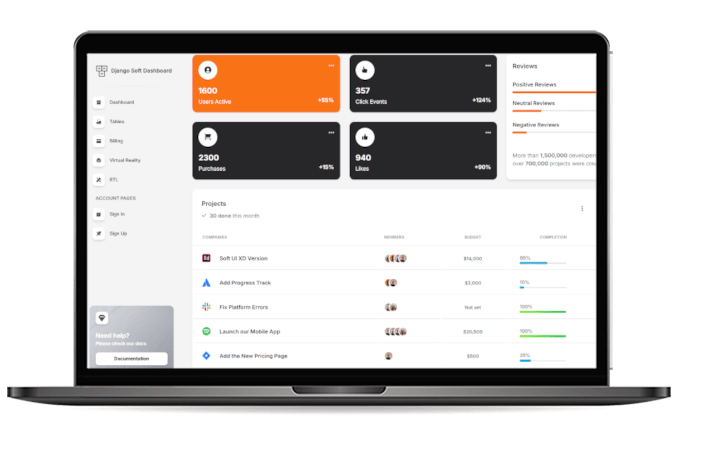 Django Soft Dashboard
Dashboard
Tables
Billing
Virtual Reality
RTL
ACCOUNT PAGES
Sign In
Sign Up
Need help?
Please check our docs
Documentation
1600
Users Active
+55%
357
Click Events
+124%
2300
Purchases
+15%
940
Likes
+90%
Reviews
Positive Reviews
Neutral Reviews
Negative Reviews
More than 1,500,000 developers
over 700,000 projects were
Projects
30 done this month
COMPANIES MEMBERS BUDGET COMPLETION
Soft UI XD Version $14,000 60%
Add Progress Track $3,000 10%
Fix Platform Errors Not set 100%
Launch our Mobile App $20,500 100%
Add the New Pricing Page $500 25%